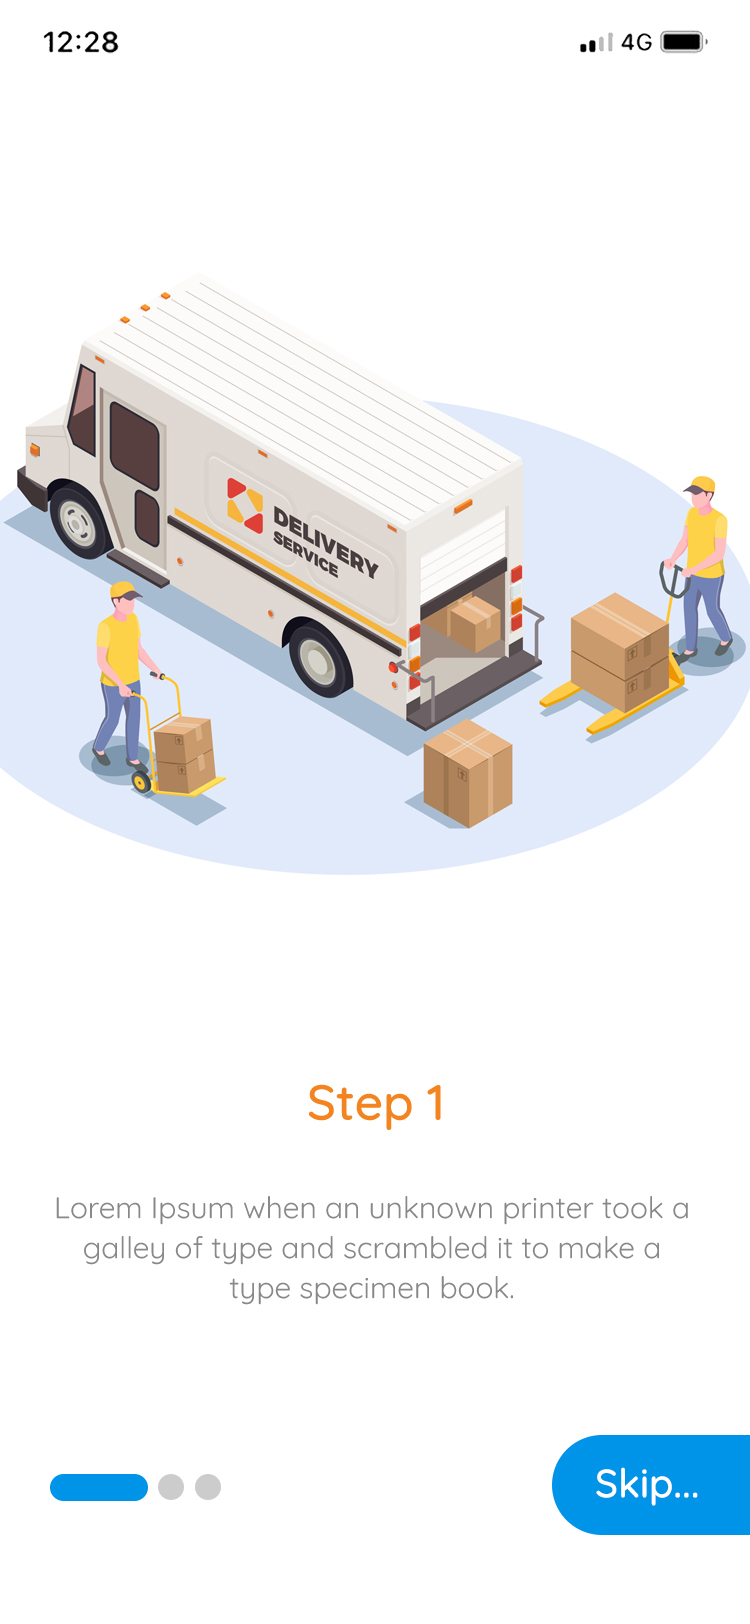 12:28
4G
DELIVERY
SERVICE
Step 1
Lorem Ipsum when an unknown printer took a
galley of type and scrambled it to make a
type specimen book.
Skip...